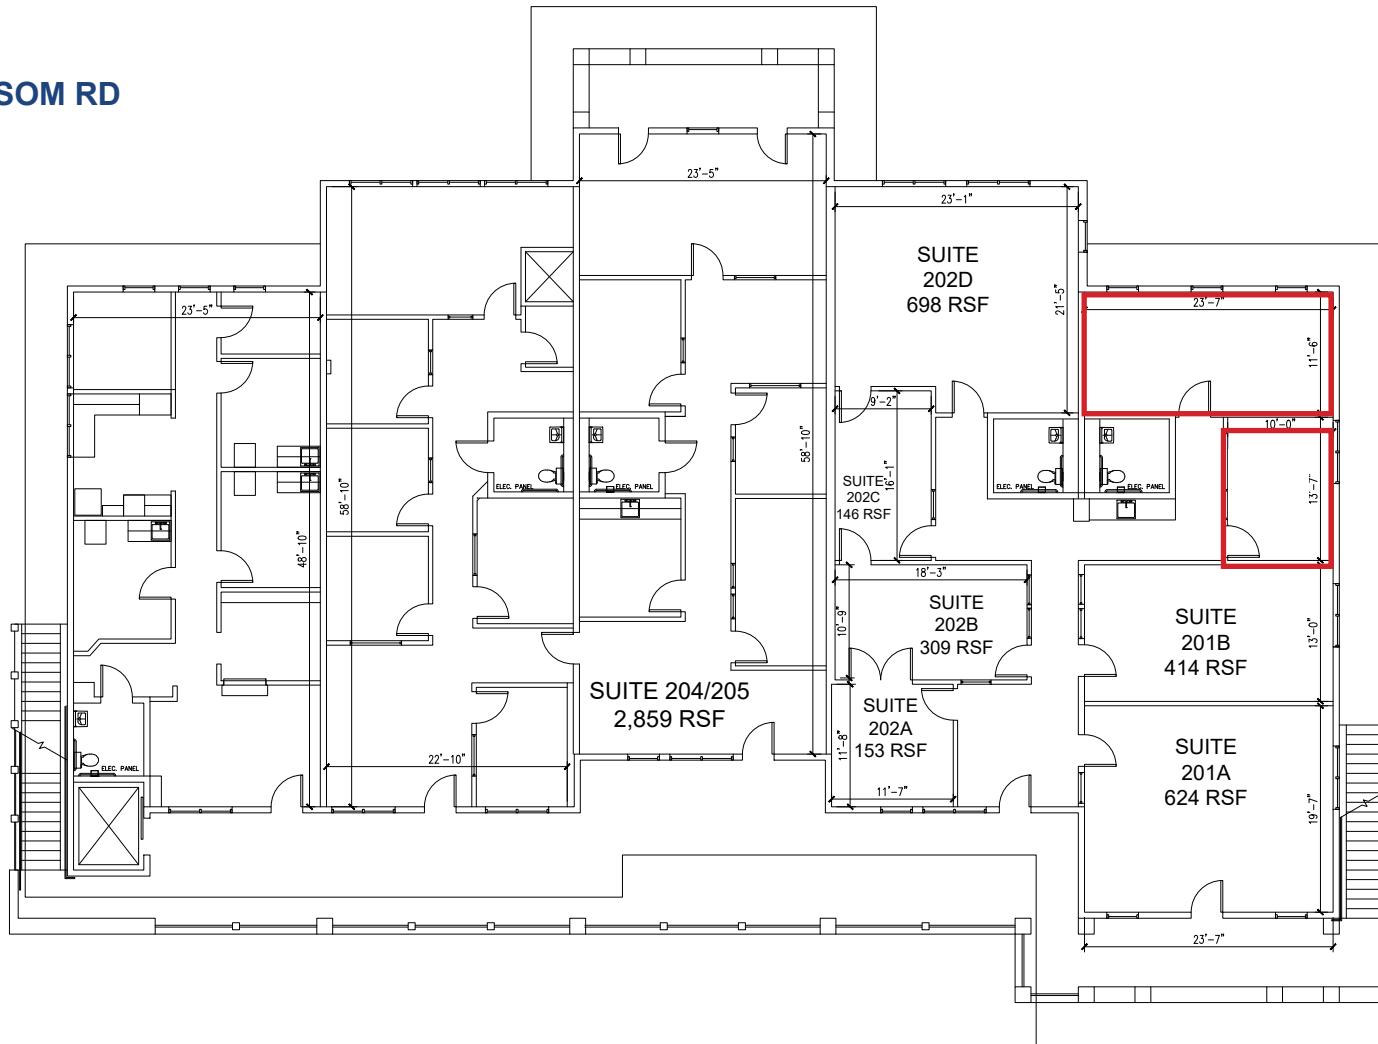 SOM RD
23'-5"
23'-1"
SUITE
202D
698 RSF
21'-5"
23'-7"
11'-6"
23'-5"
9'-2"
10'-0"
58'-10"
SUITE
202C
146 RSF
16'-1"
13'-7"
ELEC. PANEL
ELEC. PANEL
ELEC. PANEL
ELEC. PANEL
58'-10"
48'-10"
18'-3"
SUITE
202B
309 RSF
10'-9"
SUITE
201B
414 RSF
13'-0"
SUITE 204/205
2,859 RSF
SUITE
202A
153 RSF
11'-8"
11'-7"
22'-10"
ELEC. PANEL
SUITE
201A
624 RSF
19'-7"
23'-7"